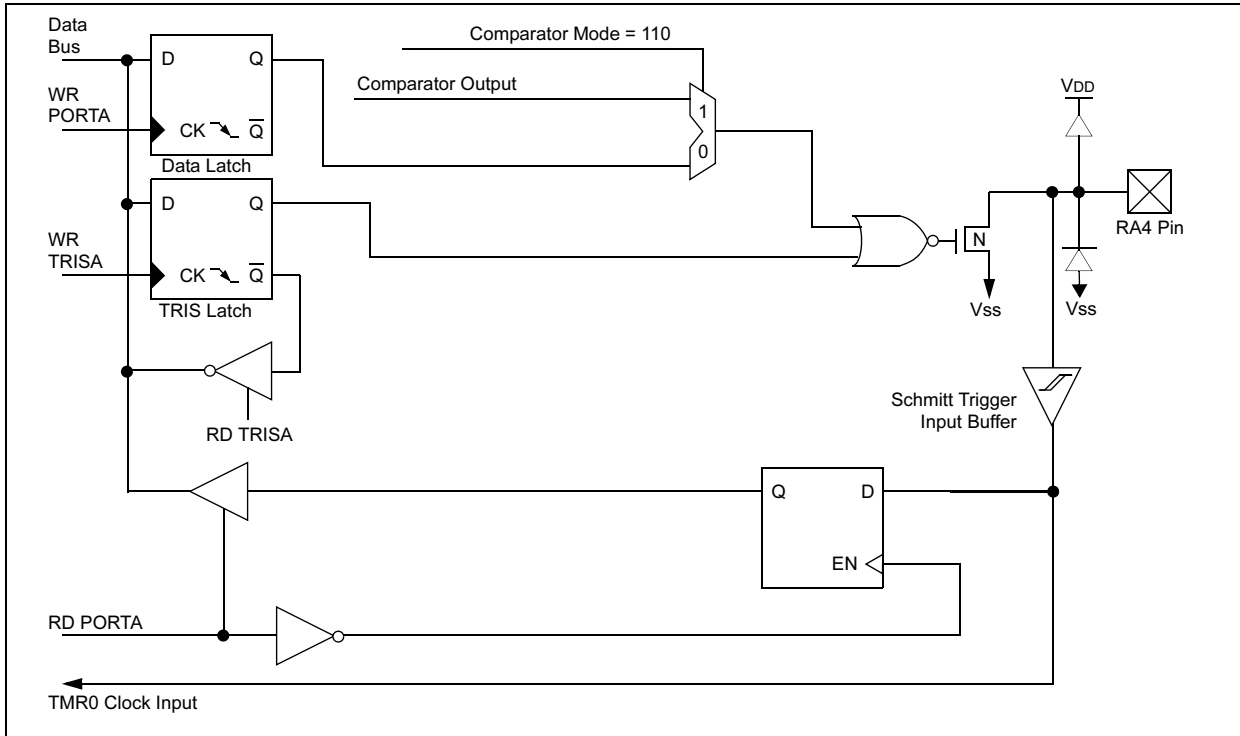 Data
Bus
D
Q
Comparator Mode = 110
Comparator Output
WR
PORTA
CK
Q
Data Latch
1
0
VDD
D
Q
RA4 Pin
WR
TRISA
CK
Q
TRIS Latch
N
Vss
Vss
Schmitt Trigger
Input Buffer
RD TRISA
Q
D
EN
RD PORTA
TMR0 Clock Input